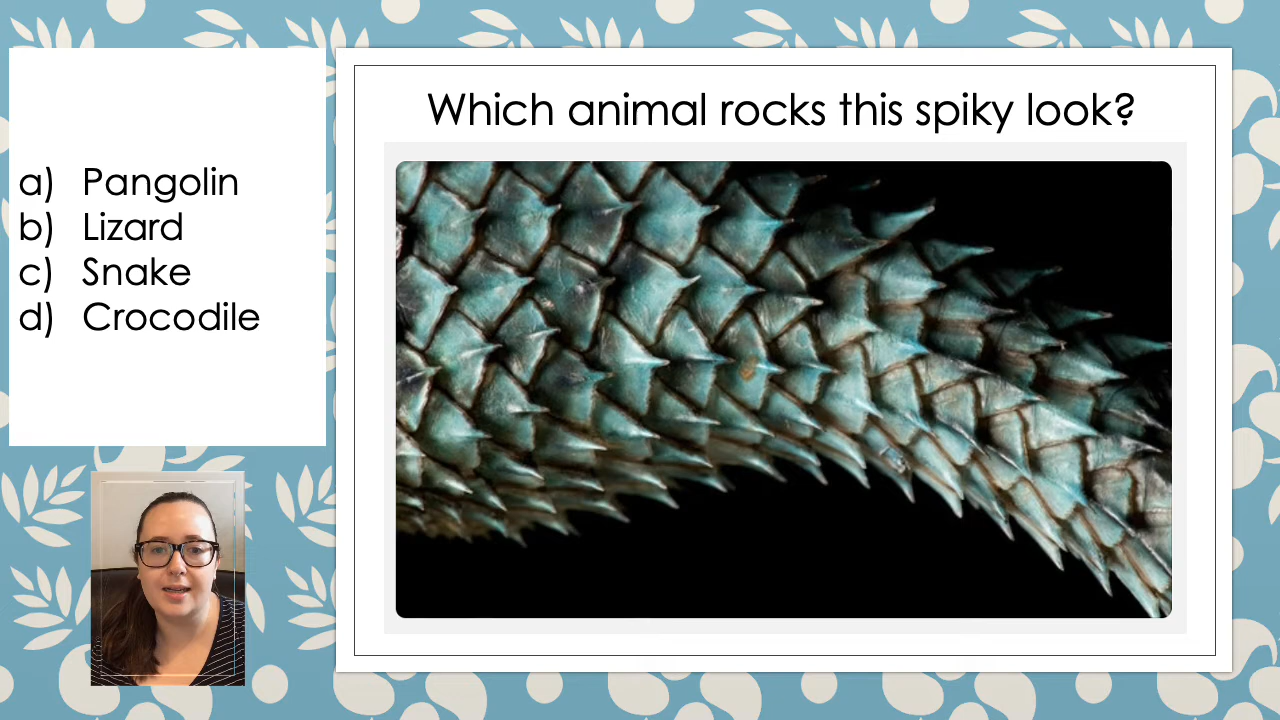 Which animal rocks this spiky look?
a) Pangolin
b) Lizard
c) Snake
d) Crocodile